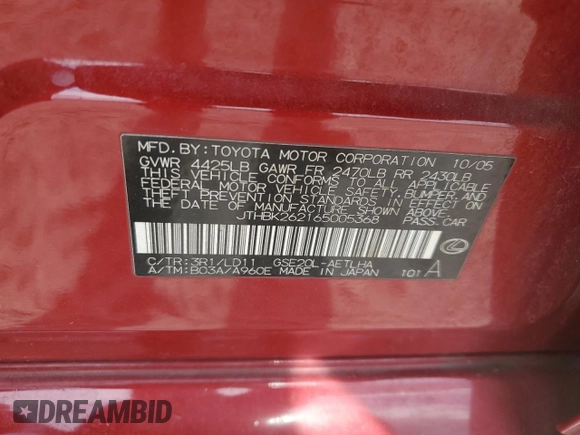 MFD. BY: TOYOTA MOTOR CORPORATION 10/05
GVWR 4425LB GAWR FR 2470LB RR 2430LB
THIS VEHICLE CONFORMS TO ALL APPLICABLE
FEDERAL MOTOR VEHICLE SAFETY, BUMPER, AND
THEFT PREVENTION STANDARDS IN EFFECT ON
THE DATE OF MANUFACTURE SHOWN ABOVE.
JTHBK262165005368 PASS. CAR
C/TR: 3R1/LD11 GSE20L-AETLHA
A/TM: B03A/A960E MADE IN JAPAN 101 A
DREAMBID